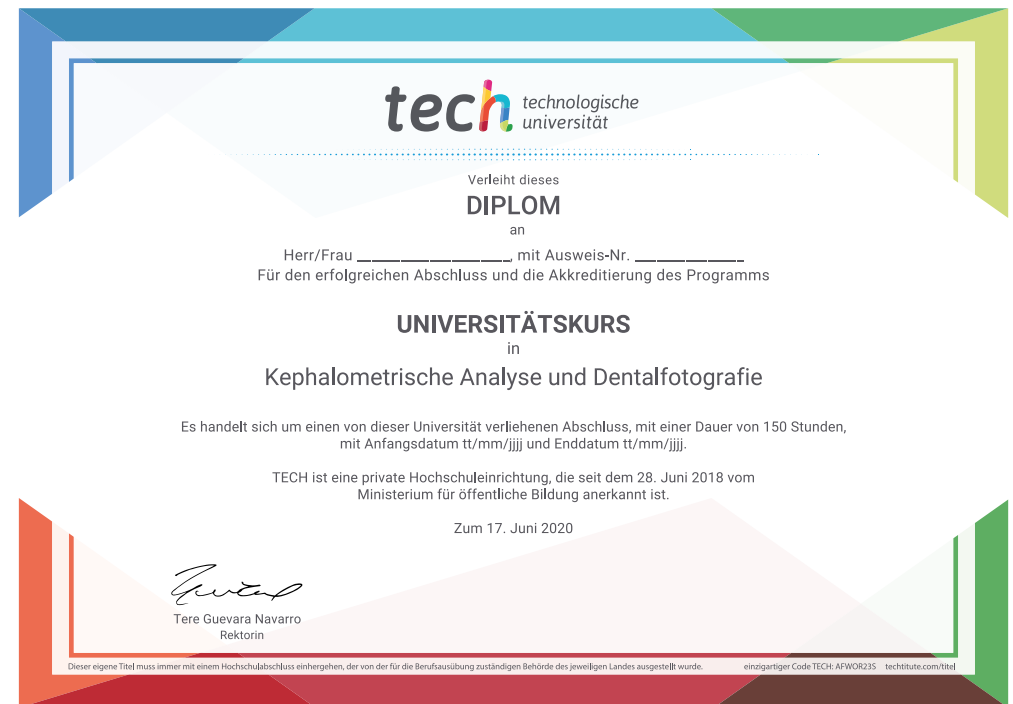 tech technologische
universität
Verleiht dieses
DIPLOM
an
Herr/Frau ____________________, mit Ausweis-Nr. ______________
Für den erfolgreichen Abschluss und die Akkreditierung des Programms
UNIVERSITÄTSKURS
in
Kephalometrische Analyse und Dentalfotografie
Es handelt sich um einen von dieser Universität verliehenen Abschluss, mit einer Dauer von 150 Stunden,
mit Anfangsdatum tt/mm/jjjj und Enddatum tt/mm/jjjj.
TECH ist eine private Hochschuleinrichtung, die seit dem 28. Juni 2018 vom
Ministerium für öffentliche Bildung anerkannt ist.
Zum 17. Juni 2020
Tere Guevara Navarro
Rektorin
Dieser eigene Titel muss immer mit einem Hochschulabschluss einhergehen, der von der für die Berufsausübung zuständigen Behörde des jeweiligen Landes ausgestellt wurde. einzigartiger Code TECH: AFWOR23S techtitute.com/titel